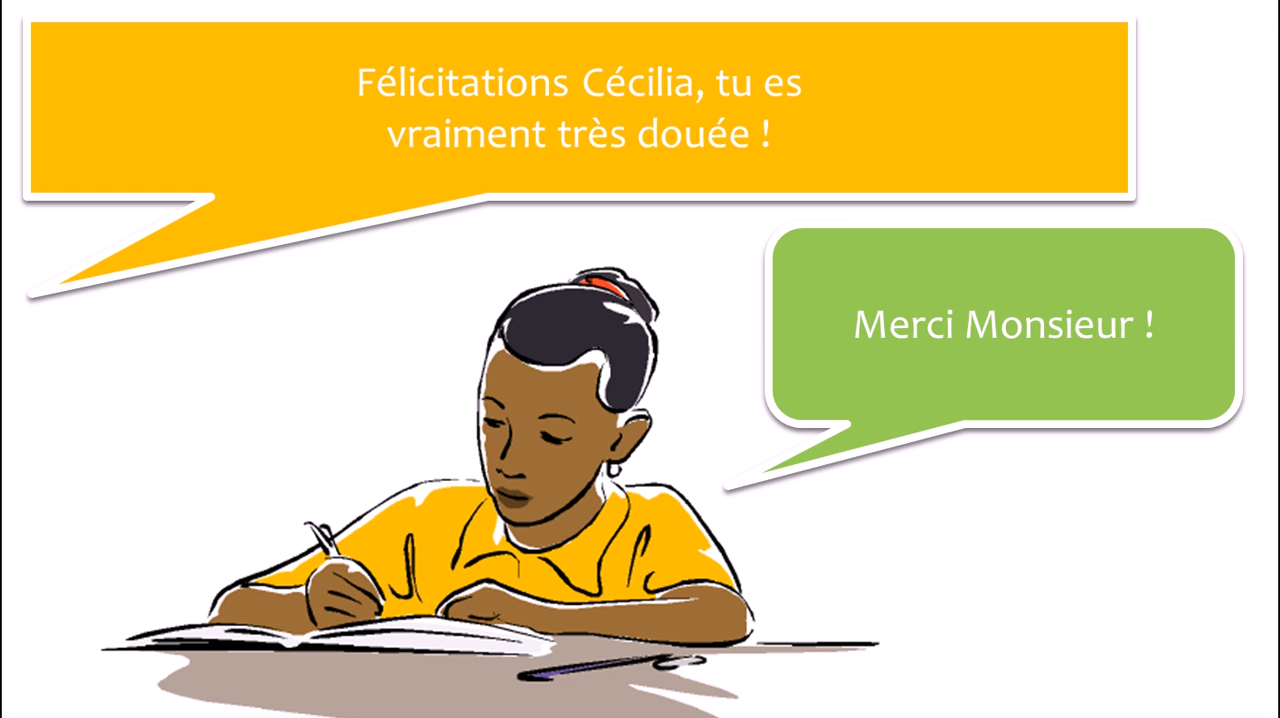 Félicitations Cécilia, tu es
vraiment très douée !
Merci Monsieur !